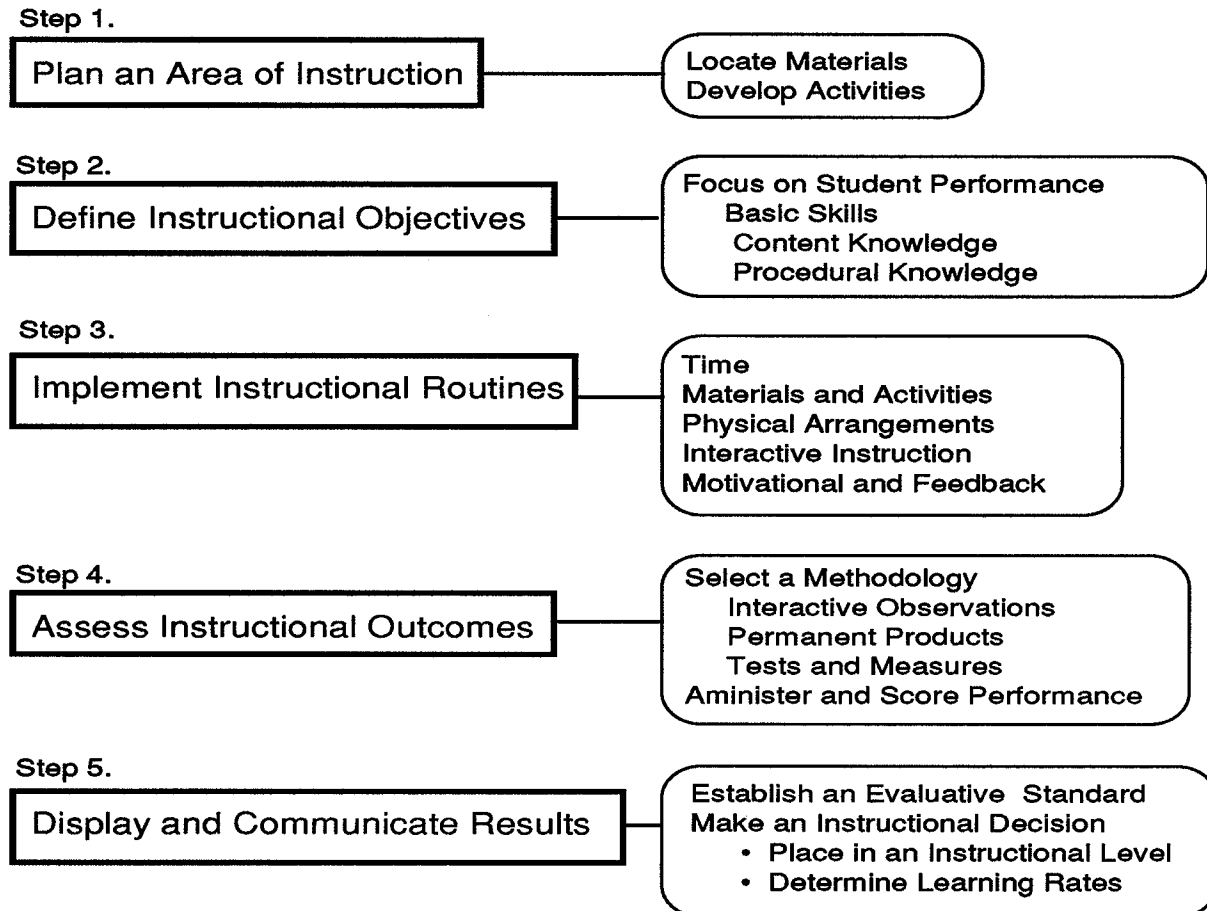 Step 1.
Plan an Area of Instruction
Locate Materials
Develop Activities
Step 2.
Define Instructional Objectives
Focus on Student Performance
Basic Skills
Content Knowledge
Procedural Knowledge
Step 3.
Implement Instructional Routines
Time
Materials and Activities
Physical Arrangements
Interactive Instruction
Motivational and Feedback
Step 4.
Assess Instructional Outcomes
Select a Methodology
Interactive Observations
Permanent Products
Tests and Measures
Aminister and Score Performance
Step 5.
Display and Communicate Results
Establish an Evaluative Standard
Make an Instructional Decision
• Place in an Instructional Level
• Determine Learning Rates